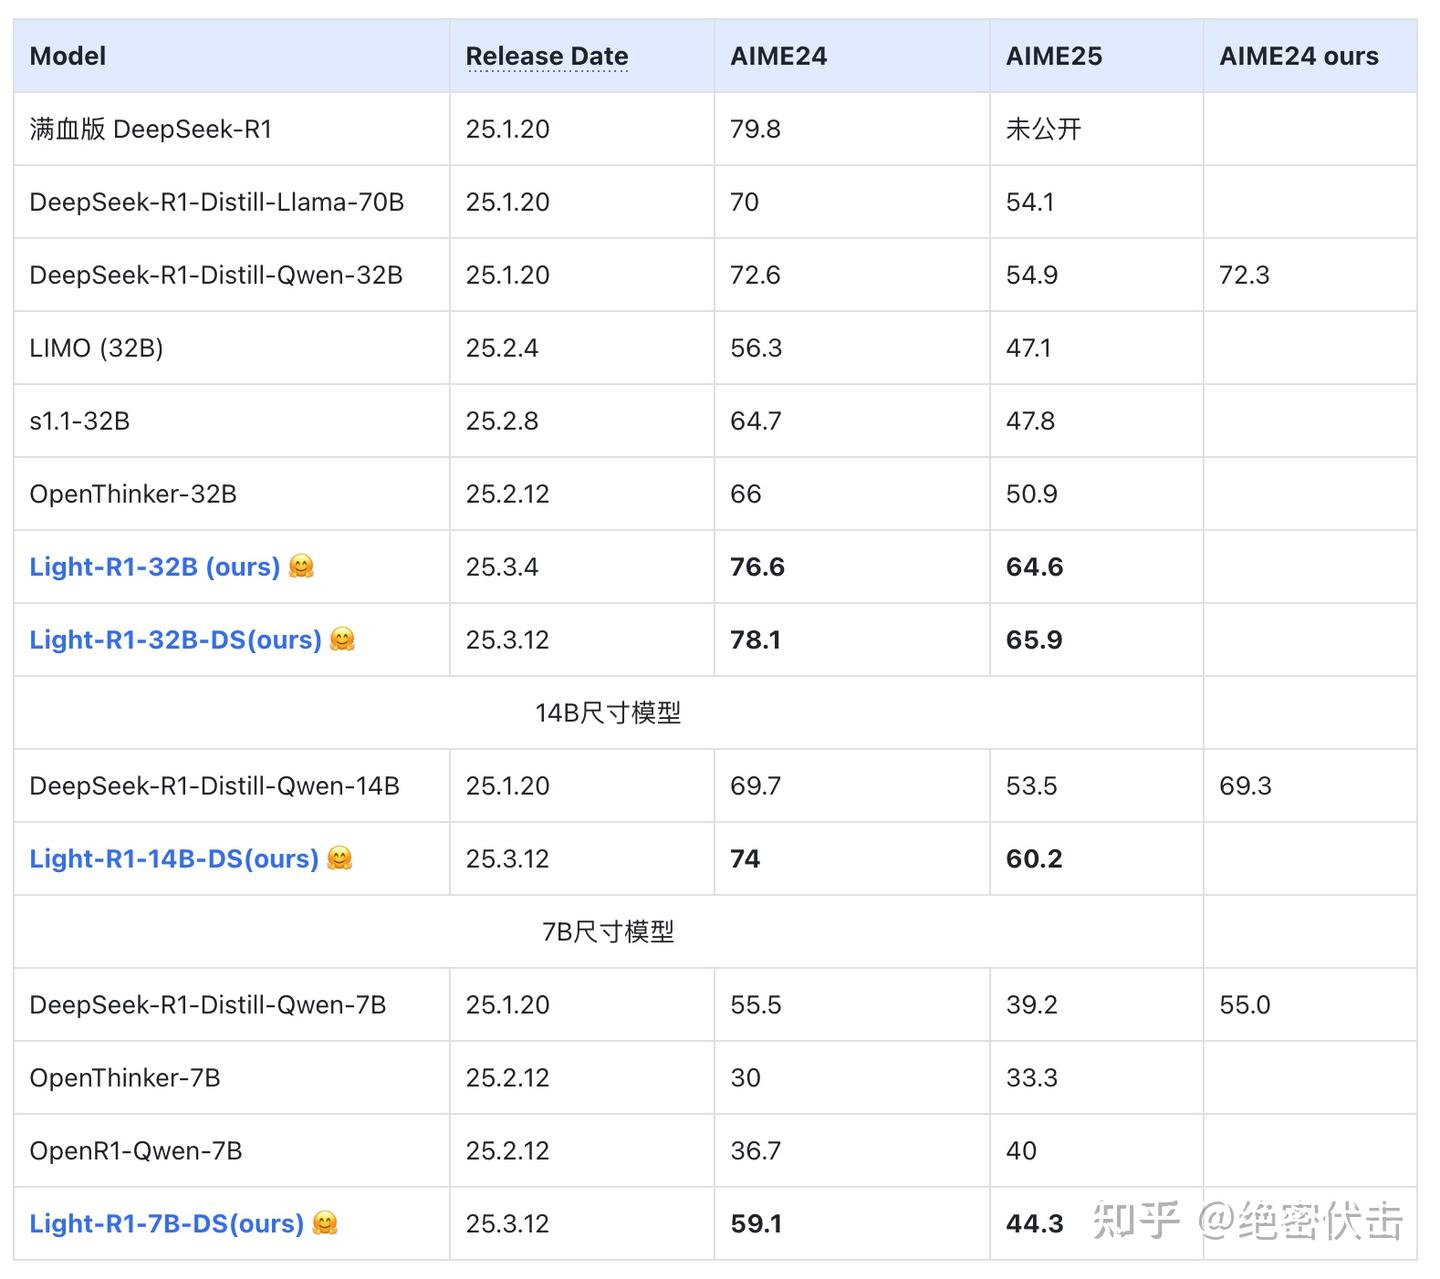 Model Release Date AIME24 AIME25 AIME24 ours
满血版 DeepSeek-R1 25.1.20 79.8 未公开
DeepSeek-R1-Distill-Llama-70B 25.1.20 70 54.1
DeepSeek-R1-Distill-Qwen-32B 25.1.20 72.6 54.9 72.3
LIMO (32B) 25.2.4 56.3 47.1
s1.1-32B 25.2.8 64.7 47.8
OpenThinker-32B 25.2.12 66 50.9
Light-R1-32B (ours) 🤗 25.3.4 76.6 64.6
Light-R1-32B-DS(ours) 🤗 25.3.12 78.1 65.9
14B尺寸模型
DeepSeek-R1-Distill-Qwen-14B 25.1.20 69.7 53.5 69.3
Light-R1-14B-DS(ours) 🤗 25.3.12 74 60.2
7B尺寸模型
DeepSeek-R1-Distill-Qwen-7B 25.1.20 55.5 39.2 55.0
OpenThinker-7B 25.2.12 30 33.3
OpenR1-Qwen-7B 25.2.12 36.7 40
Light-R1-7B-DS(ours) 🤗 25.3.12 59.1 44.3
知乎 @绝密伏击